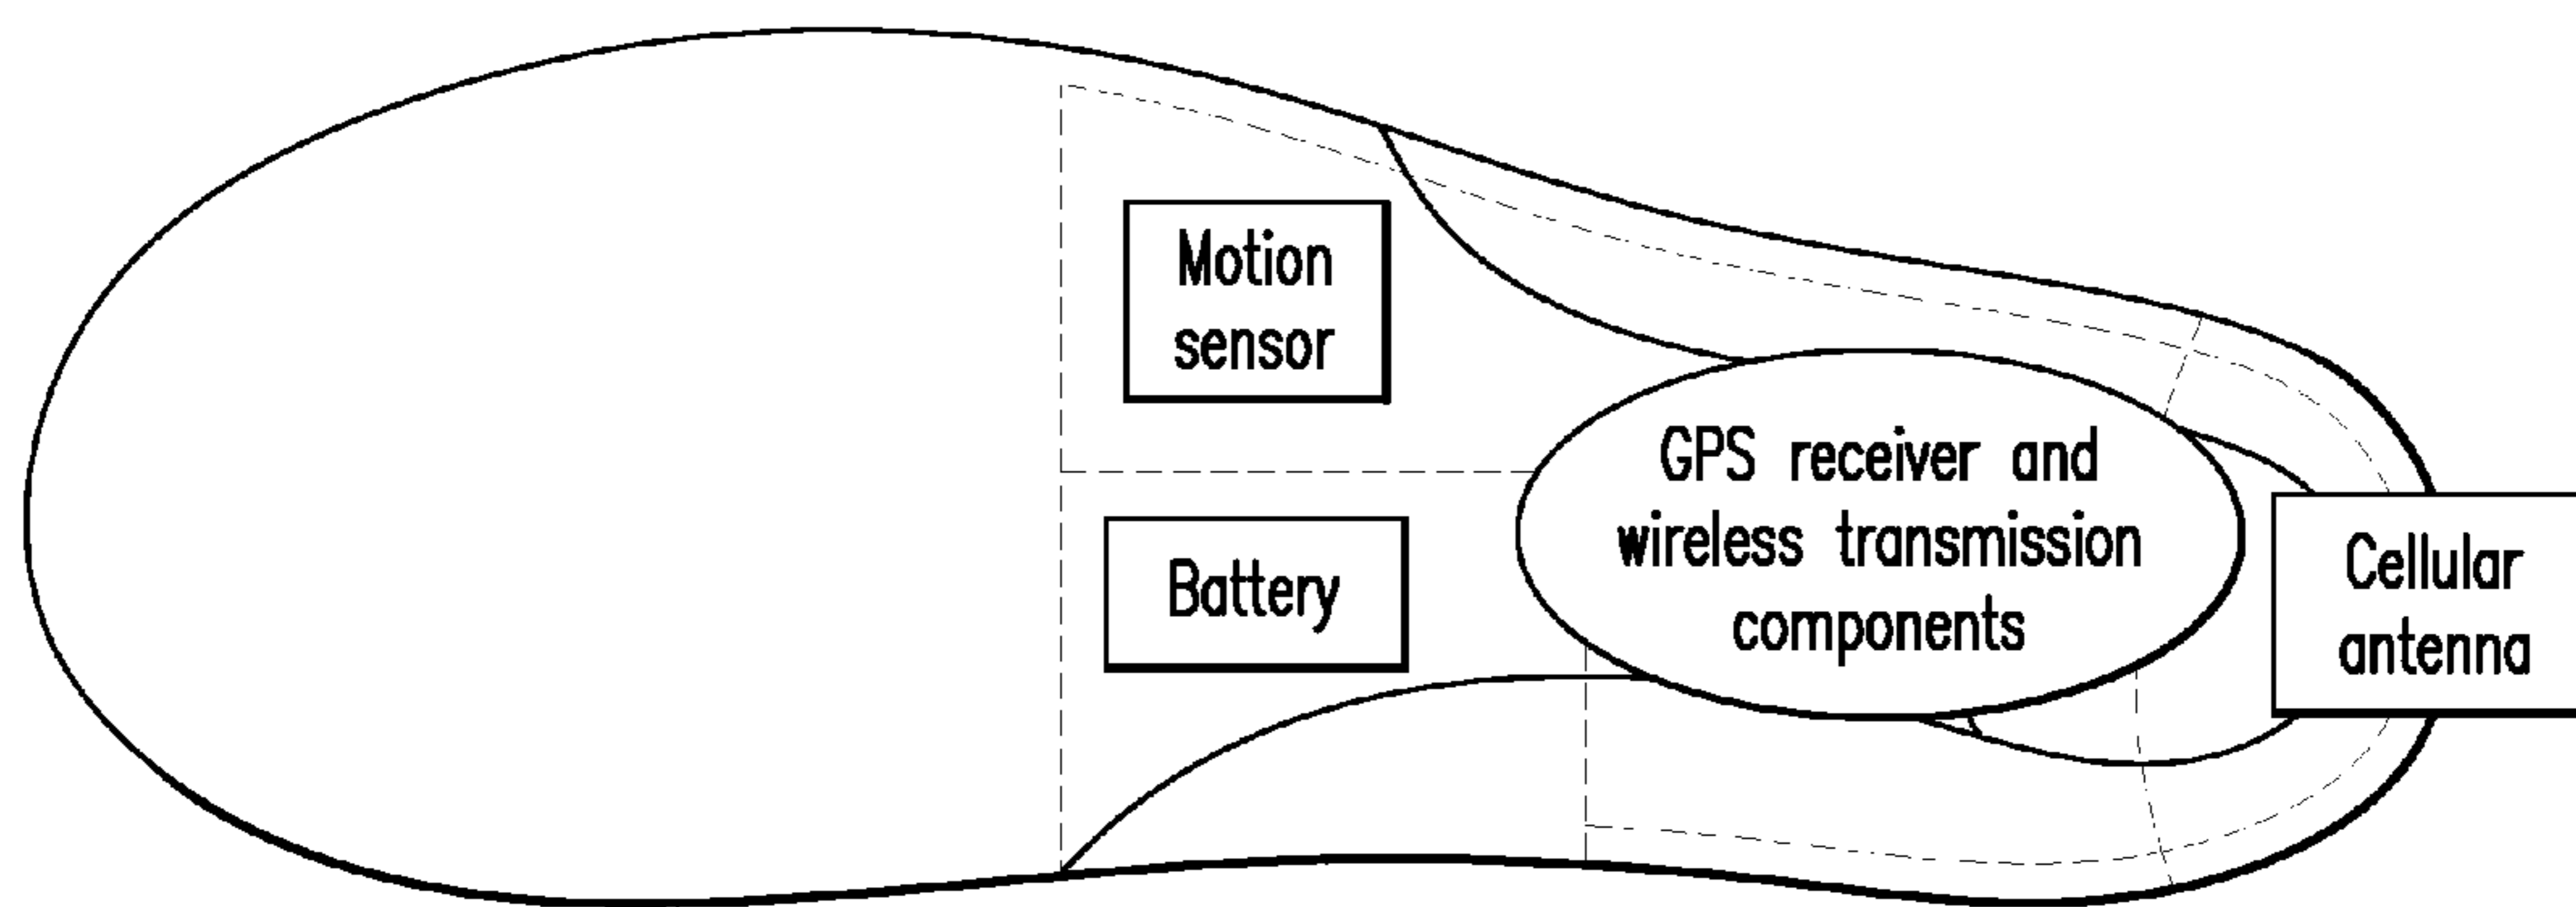 Motion
sensor
Battery
GPS receiver and
wireless transmission
components
Cellular
antenna